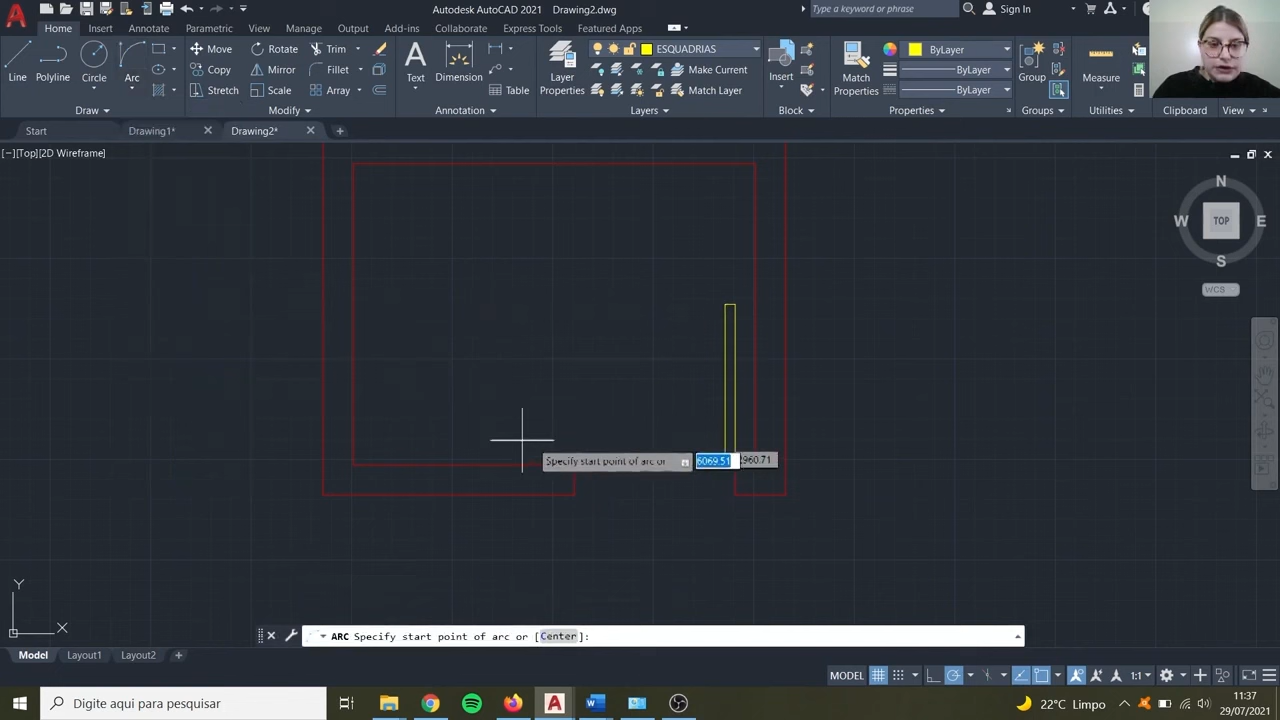 Autodesk AutoCAD 2021 Drawing2.dwg
Type a keyword or phrase
Sign In
Home Insert Annotate Parametric View Manage Output Add-ins Collaborate Express Tools Featured Apps
Line Polyline Circle Arc
Move Rotate Trim
Copy Mirror Fillet
Stretch Scale Array
Text Dimension
Table
Layer Properties
ESQUADRIAS
Make Current
Match Layer
Insert
Match Properties
ByLayer
ByLayer
ByLayer
Group
Measure
Draw Modify Annotation Layers Block Properties Groups Utilities Clipboard View
Start Drawing1* Drawing2*
[−][Top][2D Wireframe]
N
W TOP E
S
WCS
Specify start point of arc or 6069.51 2960.71
Y
X
ARC Specify start point of arc or [Center]:
Model Layout1 Layout2 +
MODEL 1:1
Digite aqui para pesquisar
22°C Limpo
11:37
29/07/2021